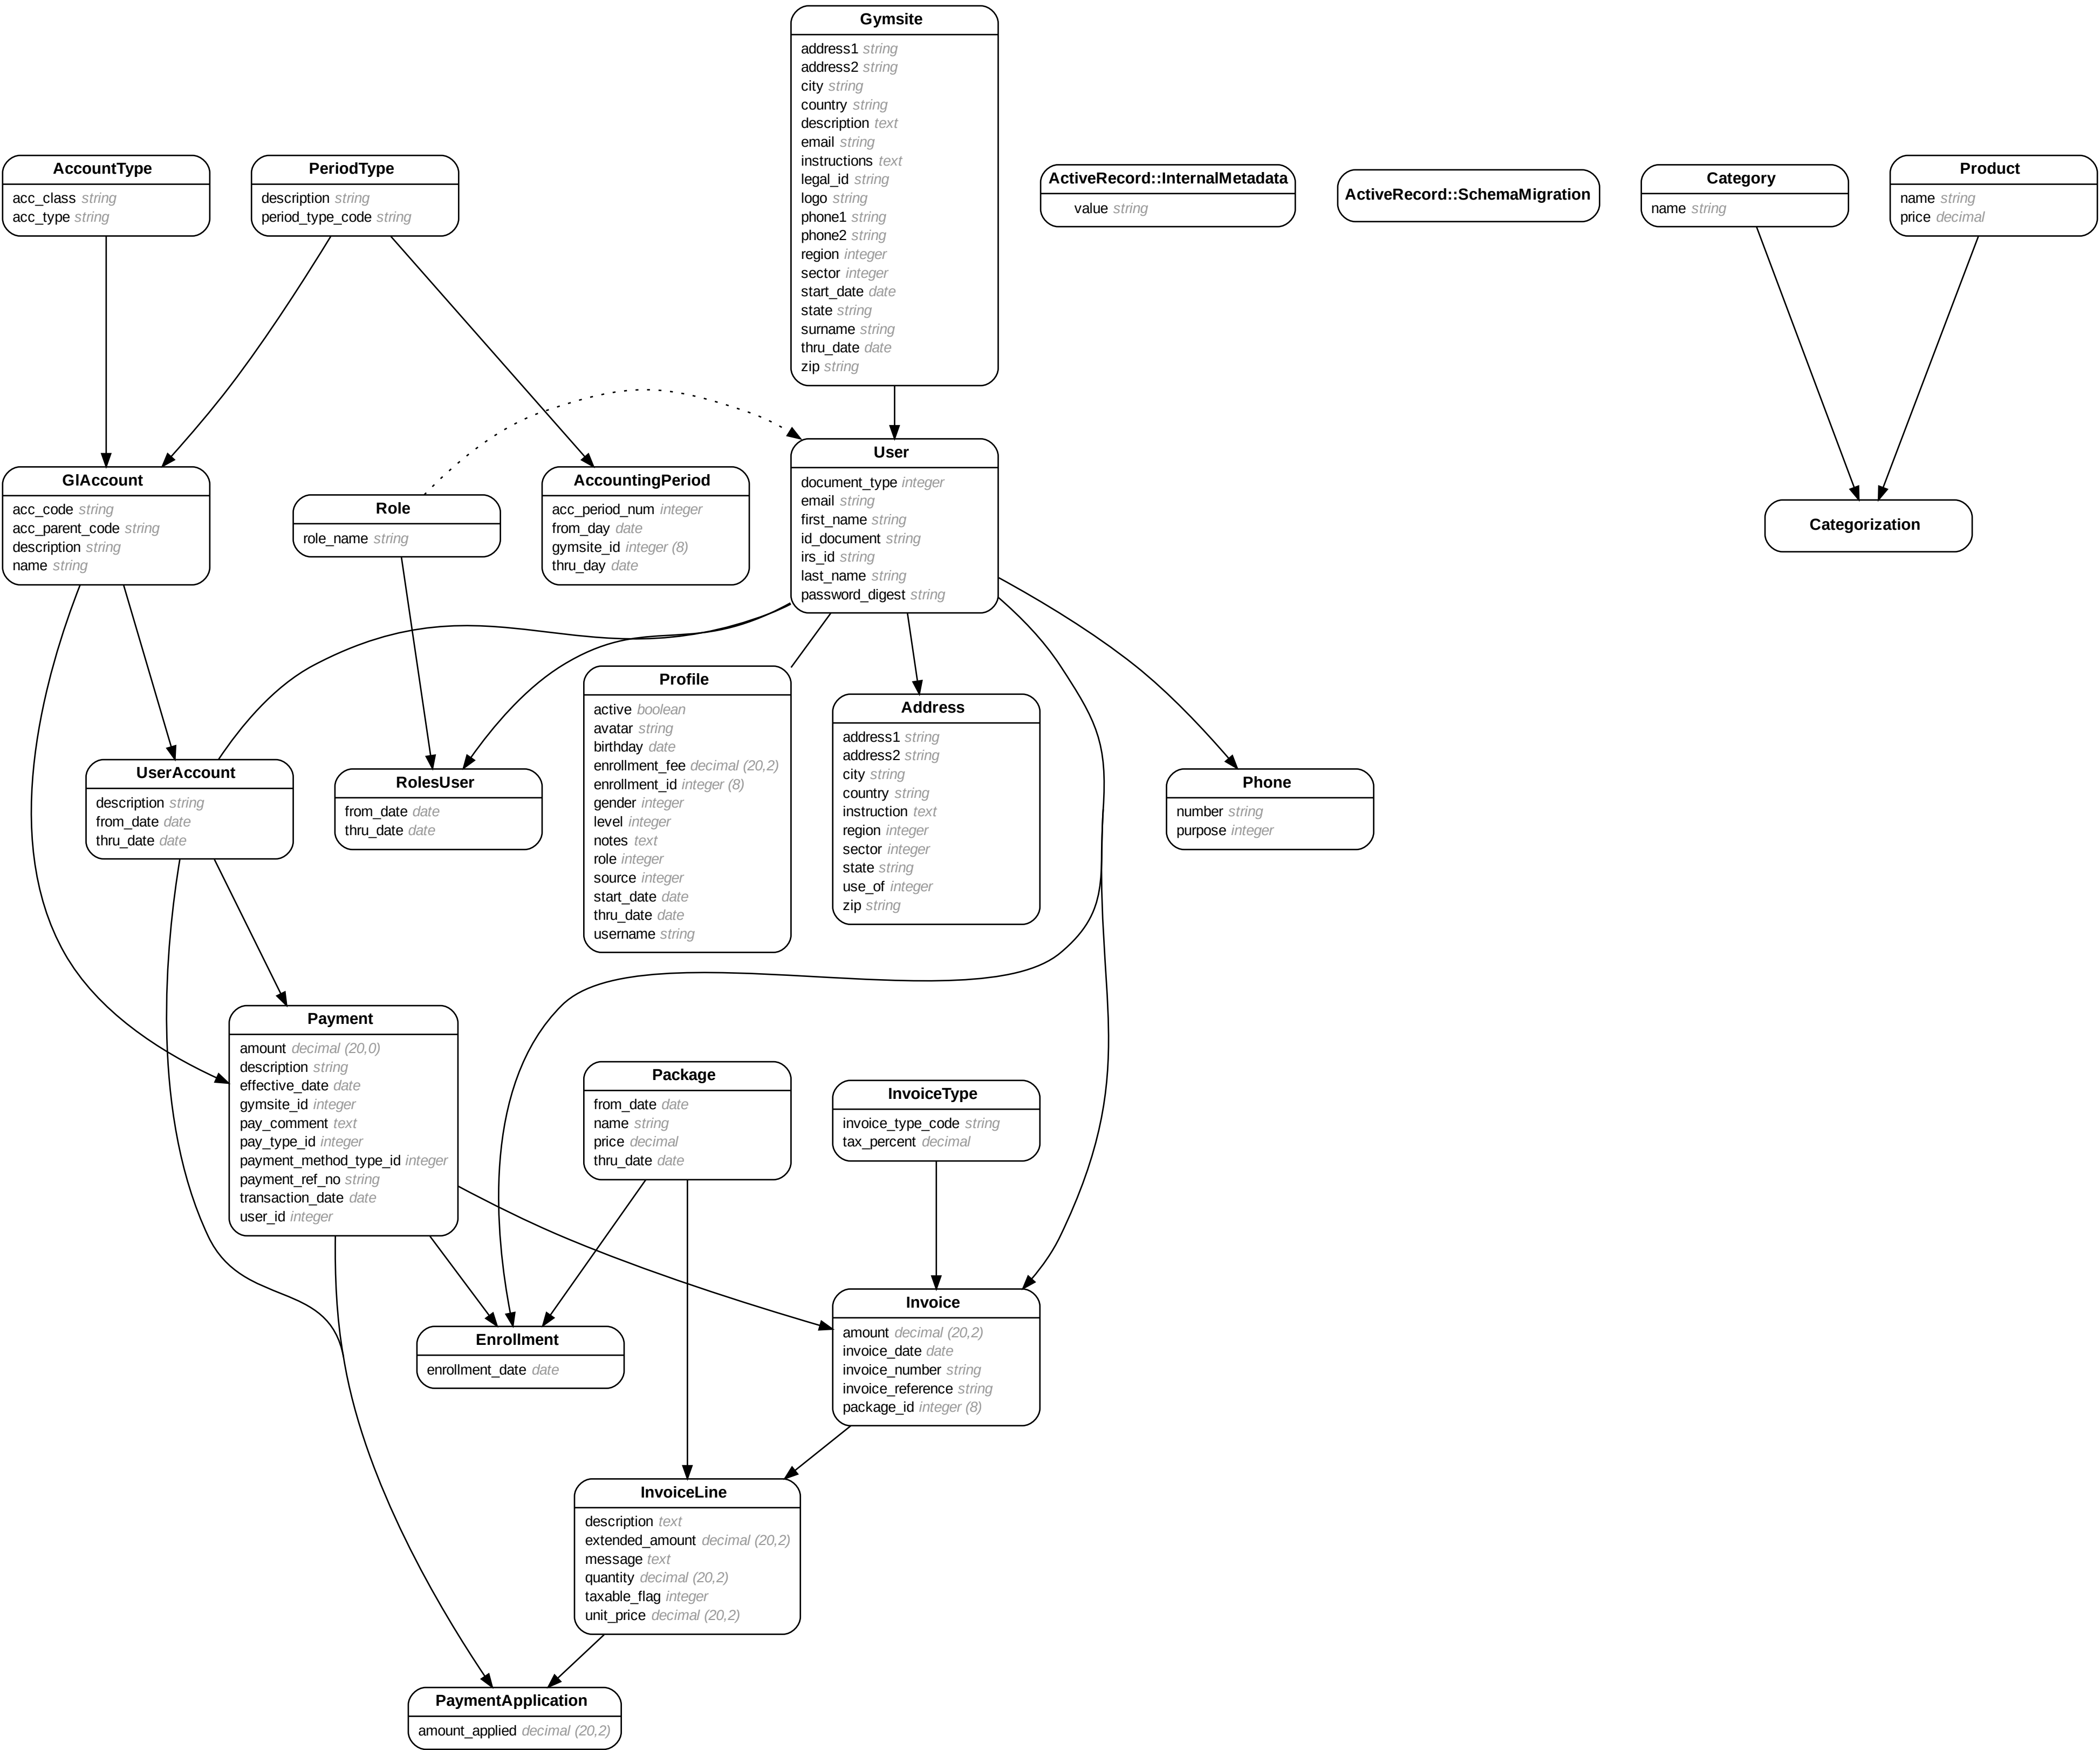 Gymsite
address1 string
address2 string
city string
country string
description text
email string
instructions text
legal_id string
logo string
phone1 string
phone2 string
region integer
sector integer
start_date date
state string
surname string
thru_date date
zip string
AccountType
acc_class string
acc_type string
PeriodType
description string
period_type_code string
ActiveRecord::InternalMetadata
value string
ActiveRecord::SchemaMigration
Category
name string
Product
name string
price decimal
GlAccount
acc_code string
acc_parent_code string
description string
name string
Role
role_name string
AccountingPeriod
acc_period_num integer
from_day date
gymsite_id integer (8)
thru_day date
User
document_type integer
email string
first_name string
id_document string
irs_id string
last_name string
password_digest string
Categorization
UserAccount
description string
from_date date
thru_date date
RolesUser
from_date date
thru_date date
Profile
active boolean
avatar string
birthday date
enrollment_fee decimal (20,2)
enrollment_id integer (8)
gender integer
level integer
notes text
role integer
source integer
start_date date
thru_date date
username string
Address
address1 string
address2 string
city string
country string
instruction text
region integer
sector integer
state string
use_of integer
zip string
Phone
number string
purpose integer
Payment
amount decimal (20,0)
description string
effective_date date
gymsite_id integer
pay_comment text
pay_type_id integer
payment_method_type_id integer
payment_ref_no string
transaction_date date
user_id integer
Package
from_date date
name string
price decimal
thru_date date
InvoiceType
invoice_type_code string
tax_percent decimal
Enrollment
enrollment_date date
Invoice
amount decimal (20,2)
invoice_date date
invoice_number string
invoice_reference string
package_id integer (8)
InvoiceLine
description text
extended_amount decimal (20,2)
message text
quantity decimal (20,2)
taxable_flag integer
unit_price decimal (20,2)
PaymentApplication
amount_applied decimal (20,2)